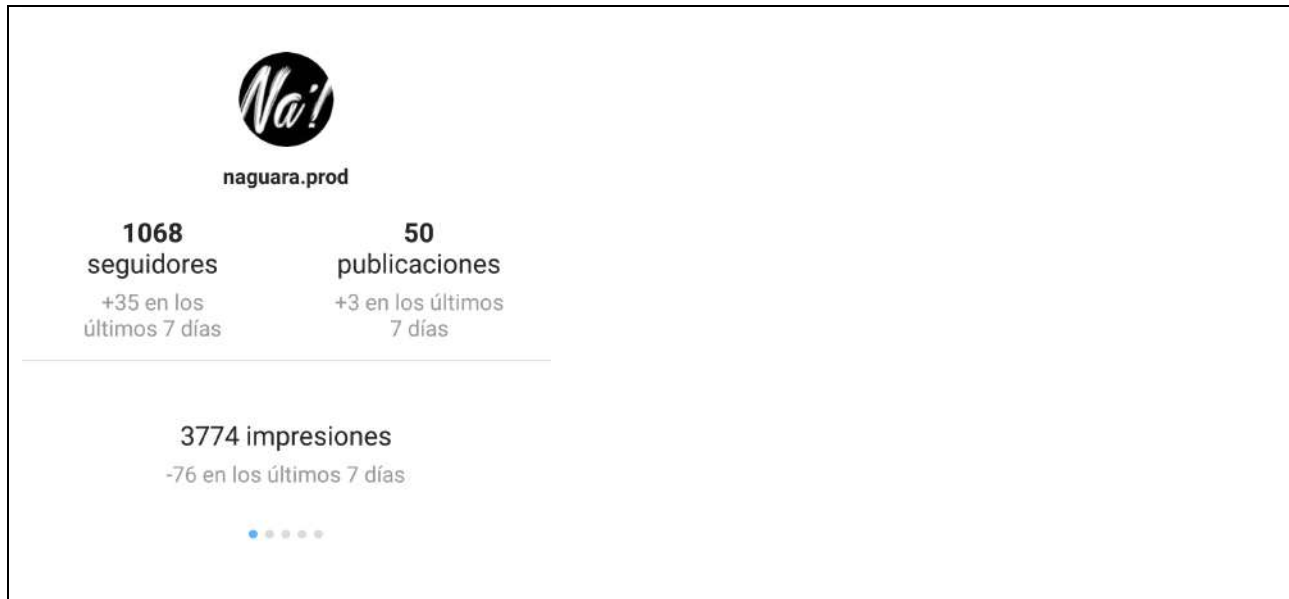 Na'!
naguara.prod
1068
seguidores
+35 en los
últimos 7 días
50
publicaciones
+3 en los últimos
7 días
3774 impresiones
-76 en los últimos 7 días